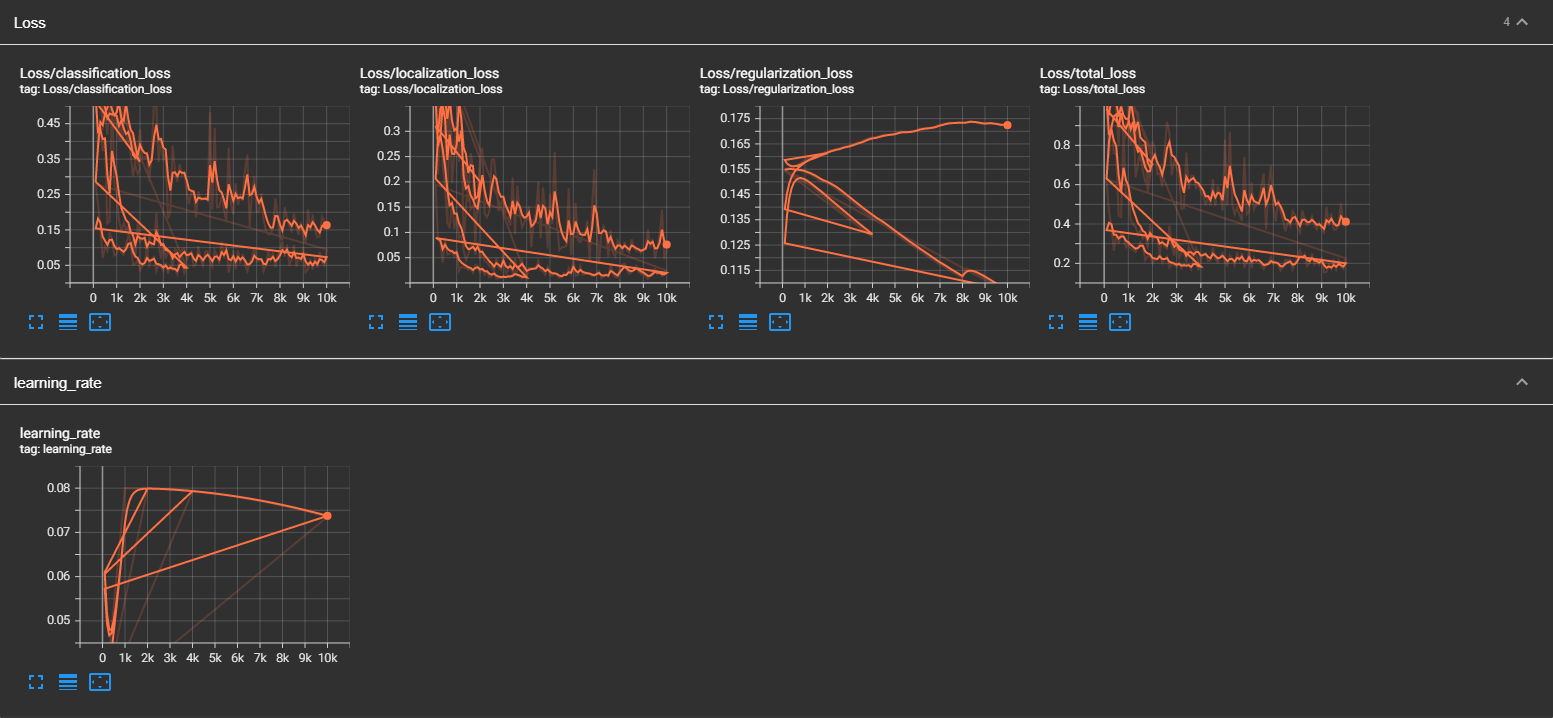 Loss
4
Loss/classification_loss
tag: Loss/classification_loss
0.45
0.35
0.25
0.15
0.05
0 1k 2k 3k 4k 5k 6k 7k 8k 9k 10k
Loss/localization_loss
tag: Loss/localization_loss
0.3
0.25
0.2
0.15
0.1
0.05
0 1k 2k 3k 4k 5k 6k 7k 8k 9k 10k
Loss/regularization_loss
tag: Loss/regularization_loss
0.175
0.165
0.155
0.145
0.135
0.125
0.115
0 1k 2k 3k 4k 5k 6k 7k 8k 9k 10k
Loss/total_loss
tag: Loss/total_loss
0.8
0.6
0.4
0.2
0 1k 2k 3k 4k 5k 6k 7k 8k 9k 10k
learning_rate
learning_rate
tag: learning_rate
0.08
0.07
0.06
0.05
0 1k 2k 3k 4k 5k 6k 7k 8k 9k 10k